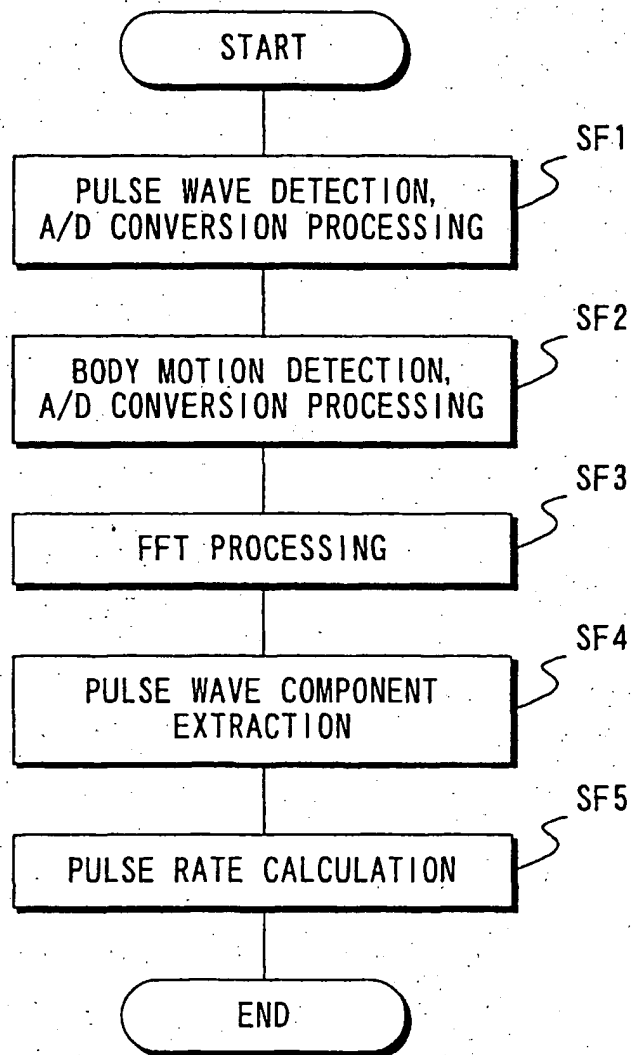 START
SF1
PULSE WAVE DETECTION,
A/D CONVERSION PROCESSING
SF2
BODY MOTION DETECTION,
A/D CONVERSION PROCESSING
SF3
FFT PROCESSING
SF4
PULSE WAVE COMPONENT
EXTRACTION
SF5
PULSE RATE CALCULATION
END